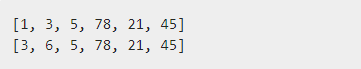 [1, 3, 5, 78, 21, 45]
[3, 6, 5, 78, 21, 45]